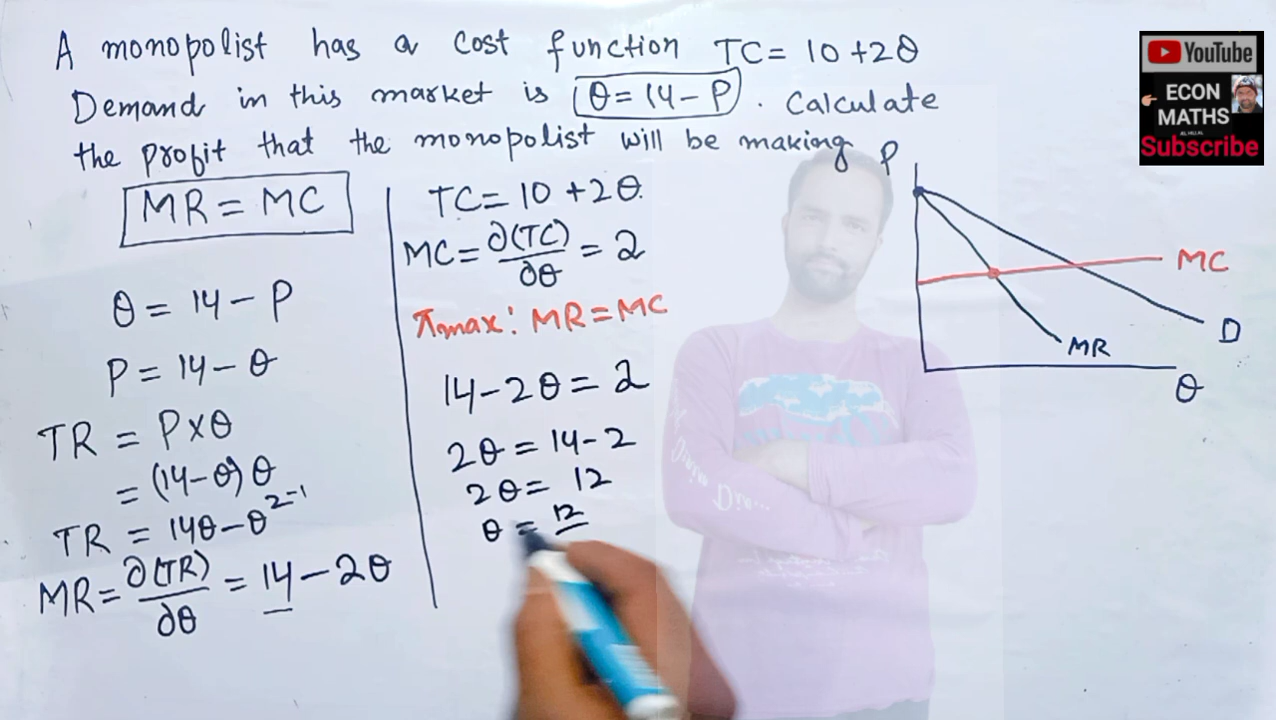 A monopolist has a cost function TC = 10 + 2θ
Demand in this market is θ = 14 - P . Calculate
the profit that the monopolist will be making
MR = MC
θ = 14 - P
P = 14 - θ
TR = P×θ
= (14-θ)θ
TR = 14θ - θ²⁻¹
MR = ∂(TR)/∂θ = 14 - 2θ
TC = 10 + 2θ.
MC = ∂(TC)/∂θ = 2
πmax: MR = MC
14 - 2θ = 2
2θ = 14 - 2
2θ = 12
θ = 12
P
MC
D
MR
θ
YouTube
ECON
MATHS
Subscribe